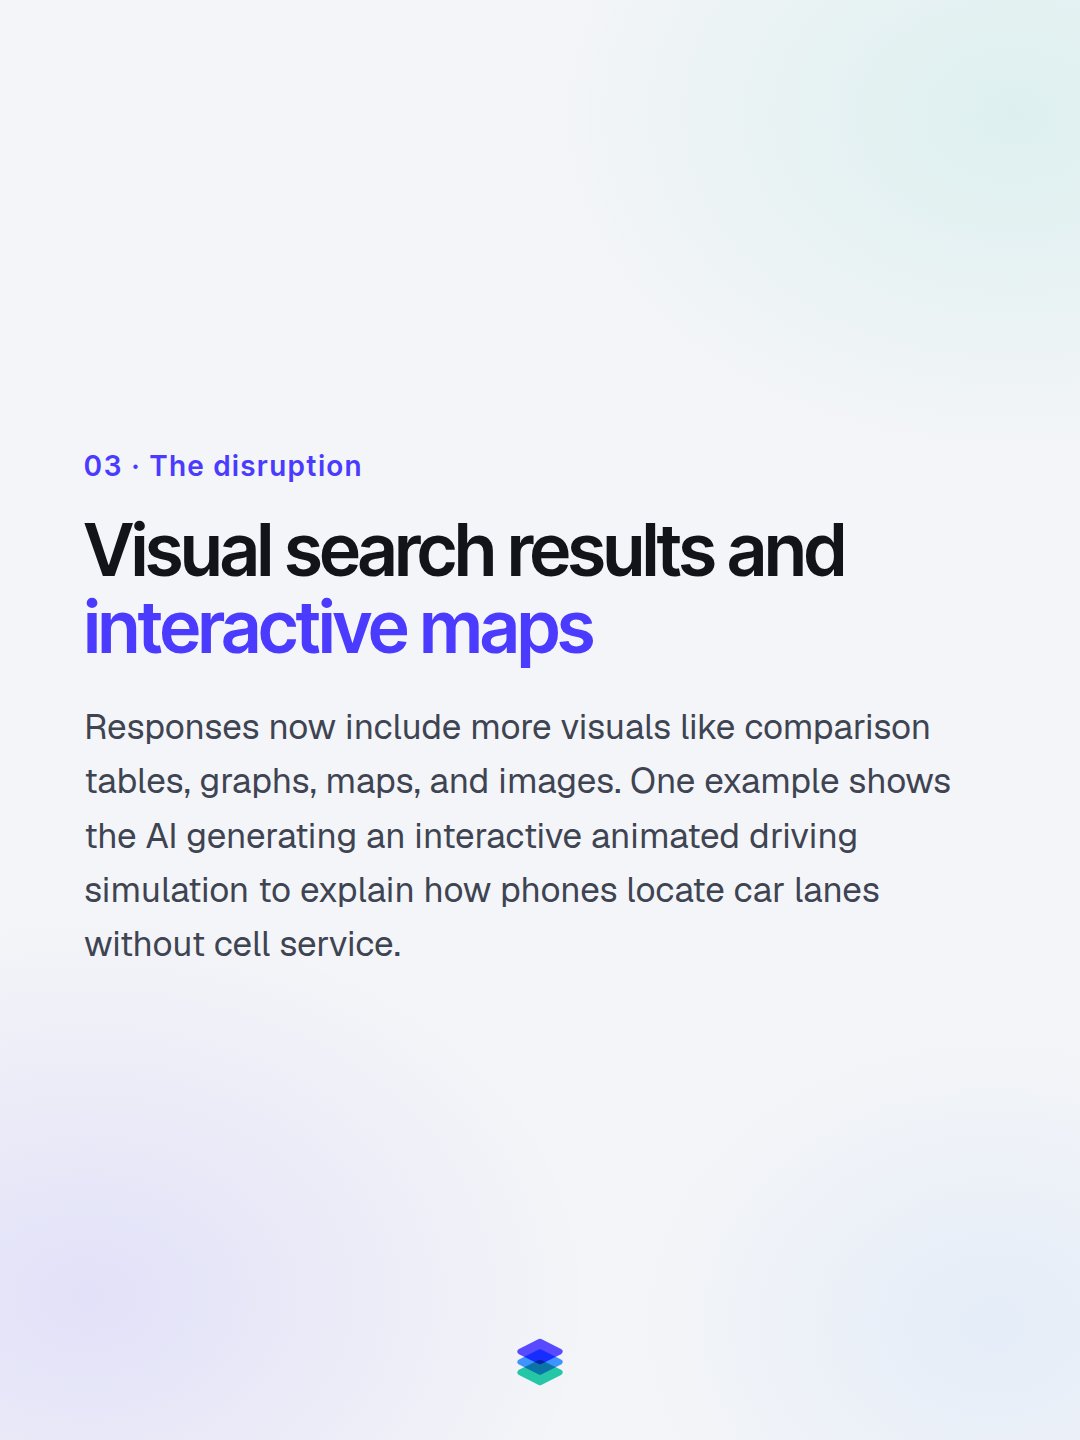 03 · The disruption
Visual search results and
interactive maps
Responses now include more visuals like comparison
tables, graphs, maps, and images. One example shows
the AI generating an interactive animated driving
simulation to explain how phones locate car lanes
without cell service.